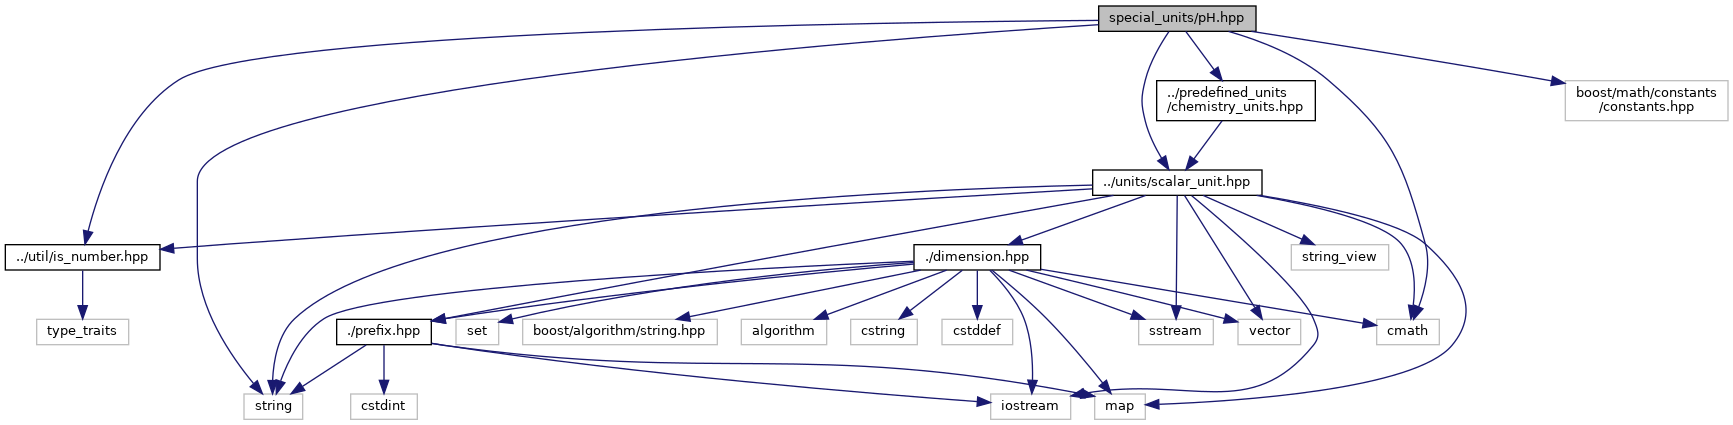 special_units/pH.hpp
../predefined_units
/chemistry_units.hpp
boost/math/constants
/constants.hpp
../units/scalar_unit.hpp
../util/is_number.hpp
./dimension.hpp
string_view
type_traits
./prefix.hpp
set
boost/algorithm/string.hpp
algorithm
cstring
cstddef
sstream
vector
cmath
string
cstdint
iostream
map